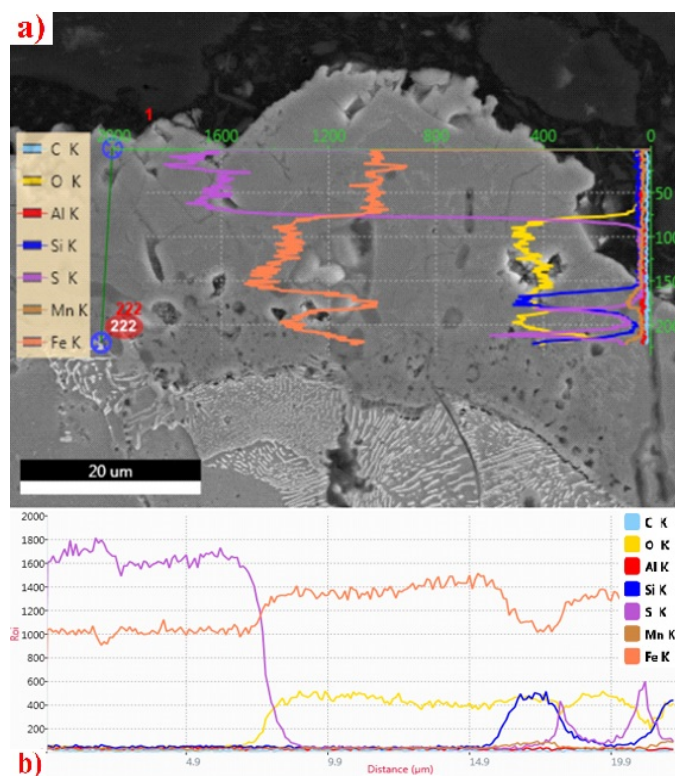 a)
1
2000 1600 1200 800 400 0
C K
O K
Al K
Si K
S K
Mn K
Fe K
50
100
150
200
222
222
20 um
2000
1800
1600
1400
1200
1000
800
600
400
200
Roi
C K
O K
Al K
Si K
S K
Mn K
Fe K
4.9 9.9 14.9 19.9
Distance (µm)
b)